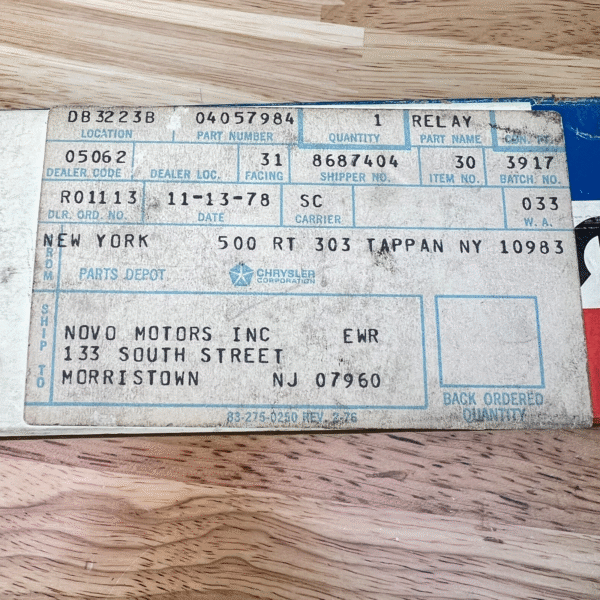 DB3223B 04057984 1 RELAY
LOCATION PART NUMBER QUANTITY PART NAME
05062 31 8687404 30 3917
DEALER CODE DEALER LOC. FACING SHIPPER NO. ITEM NO. BATCH NO.
R01113 11-13-78 SC 033
DLR. ORD. NO. DATE CARRIER W. A.
NEW YORK 500 RT 303 TAPPAN NY 10983
FROM
PARTS DEPOT
CHRYSLER
CORPORATION
SHIP TO
NOVO MOTORS INC EWR
133 SOUTH STREET
MORRISTOWN NJ 07960
BACK ORDERED
QUANTITY
83-275-0250 REV. 2-76